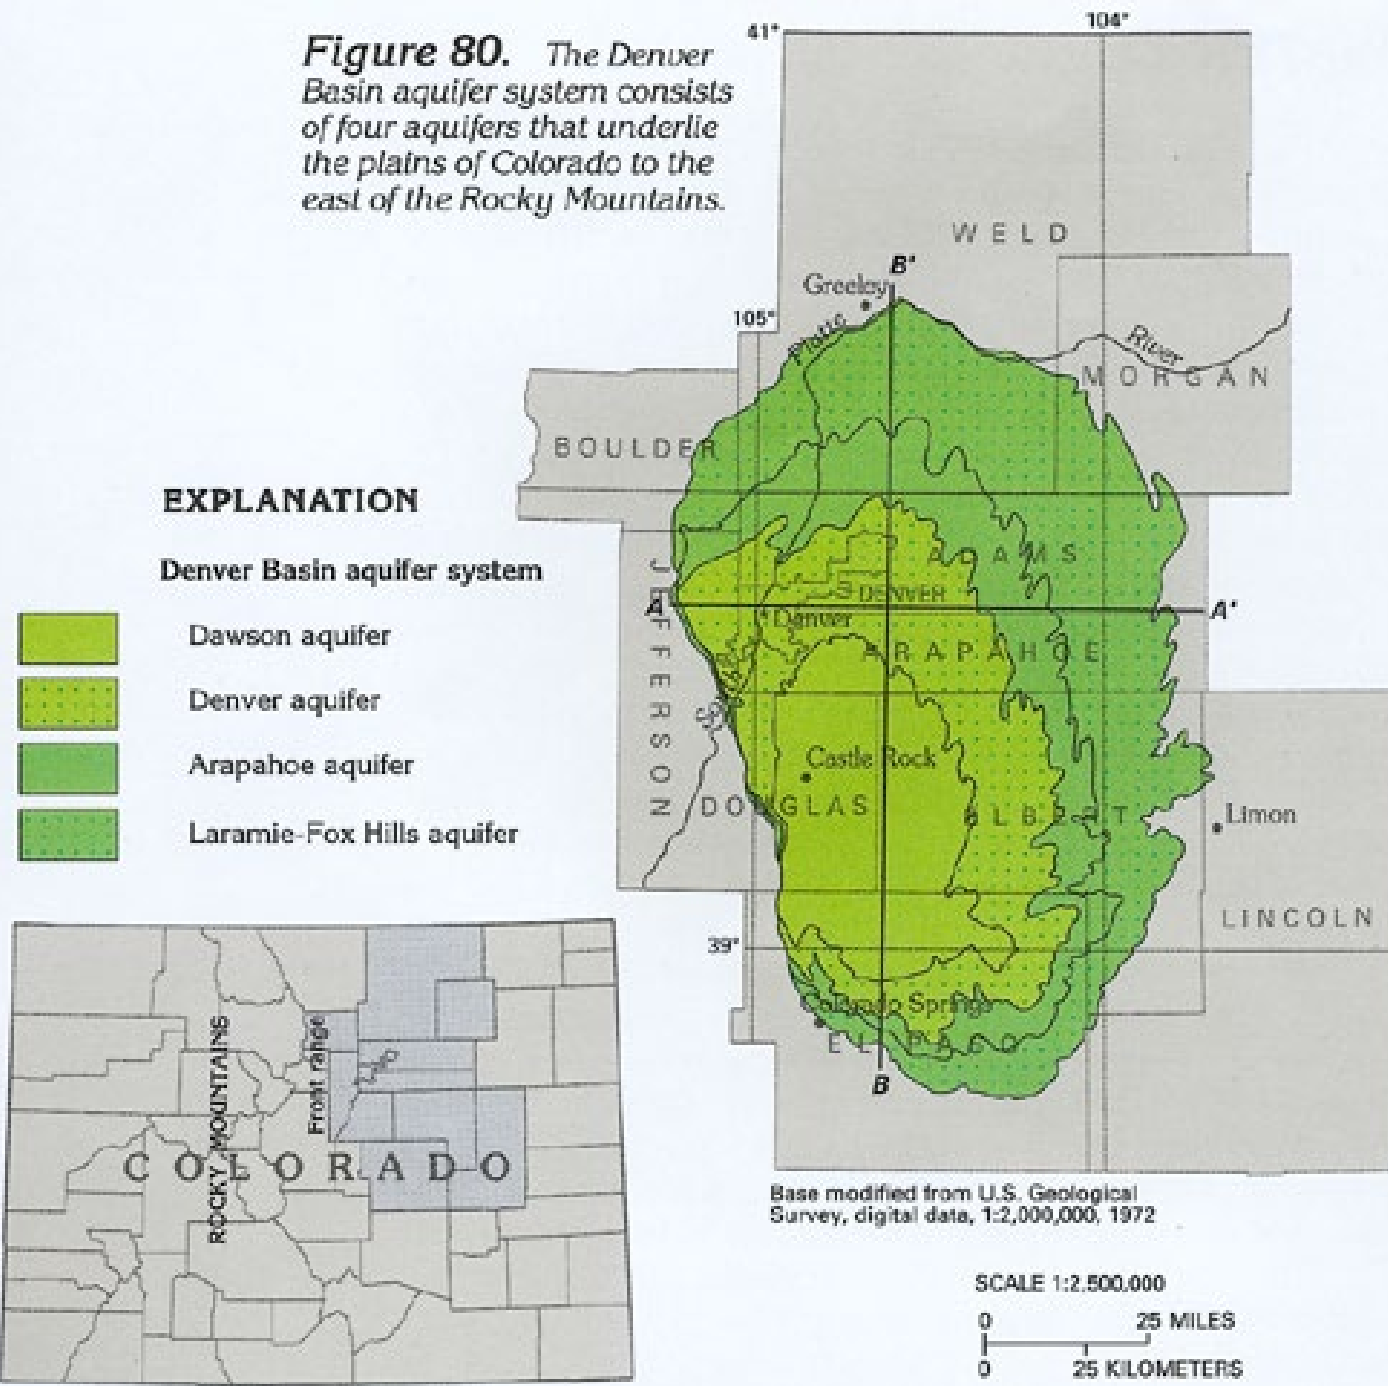 Figure 80. The Denver
Basin aquifer system consists
of four aquifers that underlie
the plains of Colorado to the
east of the Rocky Mountains.
41°
104°
WELD
B'
Greeley
105°
Platte
River
MORGAN
BOULDER
EXPLANATION
Denver Basin aquifer system
Dawson aquifer
Denver aquifer
Arapahoe aquifer
Laramie-Fox Hills aquifer
JEFFERSON
ADAMS
DENVER
A
A'
Denver
ARAPAHOE
Castle Rock
DOUGLAS
ELBERT
Limon
LINCOLN
39°
Colorado Springs
EL PASO
B
ROCKY MOUNTAINS
Front range
COLORADO
Base modified from U.S. Geological
Survey, digital data, 1:2,000,000, 1972
SCALE 1:2,500,000
0 25 MILES
0 25 KILOMETERS